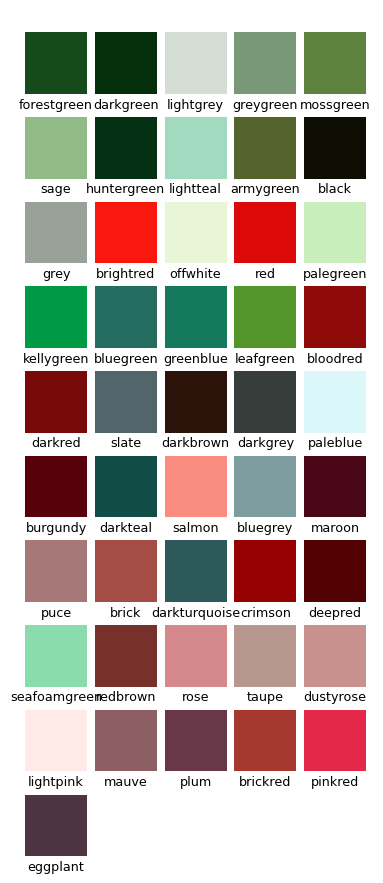 forestgreen darkgreen lightgrey greygreen mossgreen
sage huntergreen lightteal armygreen black
grey brightred offwhite red palegreen
kellygreen bluegreen greenblue leafgreen bloodred
darkred slate darkbrown darkgrey paleblue
burgundy darkteal salmon bluegrey maroon
puce brick darkturquoise crimson deepred
seafoamgreen redbrown rose taupe dustyrose
lightpink mauve plum brickred pinkred
eggplant